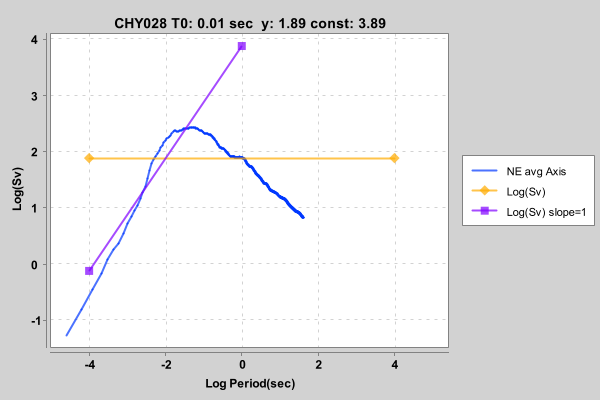 CHY028 T0: 0.01 sec  y: 1.89 const: 3.89
4
3
2
1
0
-1
Log(Sv)
-4 -2 0 2 4
Log Period(sec)
NE avg Axis
Log(Sv)
Log(Sv) slope=1